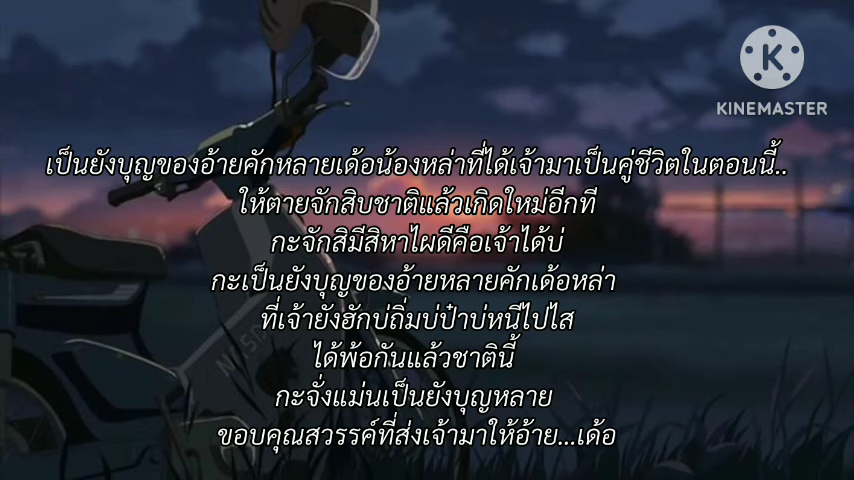 KINEMASTER
เป็นยังบุญของอ้ายคักหลายเด้อน้องหล่าที่ได้เจ้ามาเป็นคู่ชีวิตในตอนนี้..
ให้ตายจักสิบชาติแล้วเกิดใหม่อีกที
กะจักสิมีสิหาไผดีคือเจ้าได้บ่
กะเป็นยังบุญของอ้ายหลายคักเด้อหล่า
ที่เจ้ายังฮักบ่ถิ่มบ่ป๋าบ่หนีไปไส
ได้พ้อกันแล้วชาตินี้
กะจั่งแม่นเป็นยังบุญหลาย
ขอบคุณสวรรค์ที่ส่งเจ้ามาให้อ้าย...เด้อ